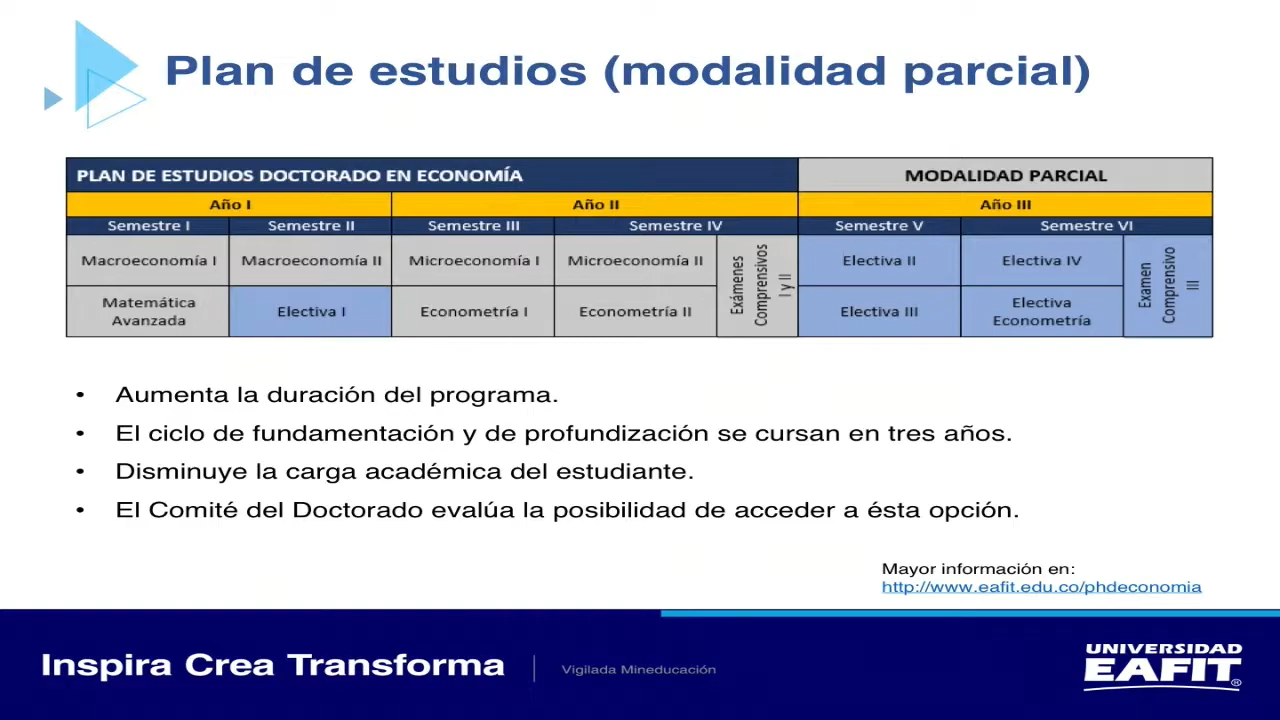 Plan de estudios (modalidad parcial)
PLAN DE ESTUDIOS DOCTORADO EN ECONOMÍA
MODALIDAD PARCIAL
Año I
Año II
Año III
Semestre I
Semestre II
Semestre III
Semestre IV
Semestre V
Semestre VI
Macroeconomía I
Macroeconomía II
Microeconomía I
Microeconomía II
Exámenes
Comprensivos
I y II
Electiva II
Electiva IV
Examen
Comprensivo
III
Matemática
Avanzada
Electiva I
Econometría I
Econometría II
Electiva III
Electiva
Econometría
• Aumenta la duración del programa.
• El ciclo de fundamentación y de profundización se cursan en tres años.
• Disminuye la carga académica del estudiante.
• El Comité del Doctorado evalúa la posibilidad de acceder a ésta opción.
Mayor información en:
http://www.eafit.edu.co/phdeconomia
Inspira Crea Transforma
Vigilada Mineducación
UNIVERSIDAD
EAFIT®